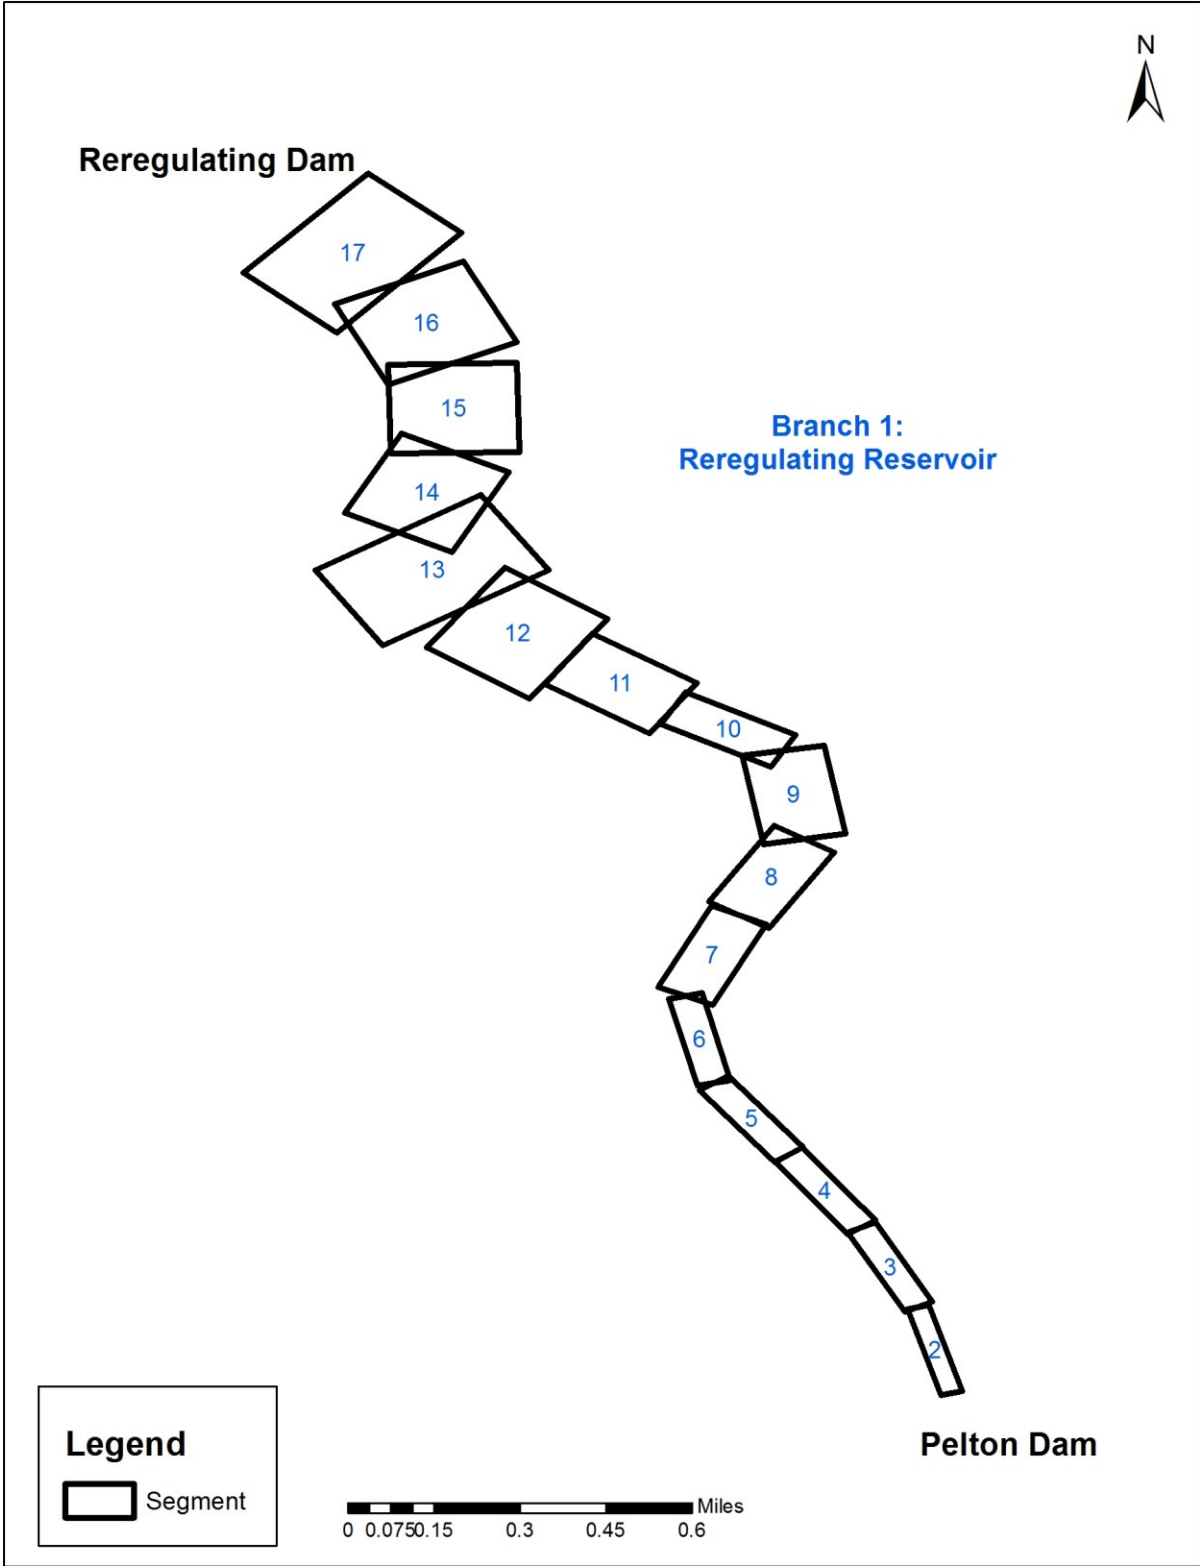 N
Reregulating Dam
17
16
15
Branch 1:
Reregulating Reservoir
14
13
12
11
10
9
8
7
6
5
4
3
2
Pelton Dam
Legend
Segment
Miles
0 0.0750.15 0.3 0.45 0.6